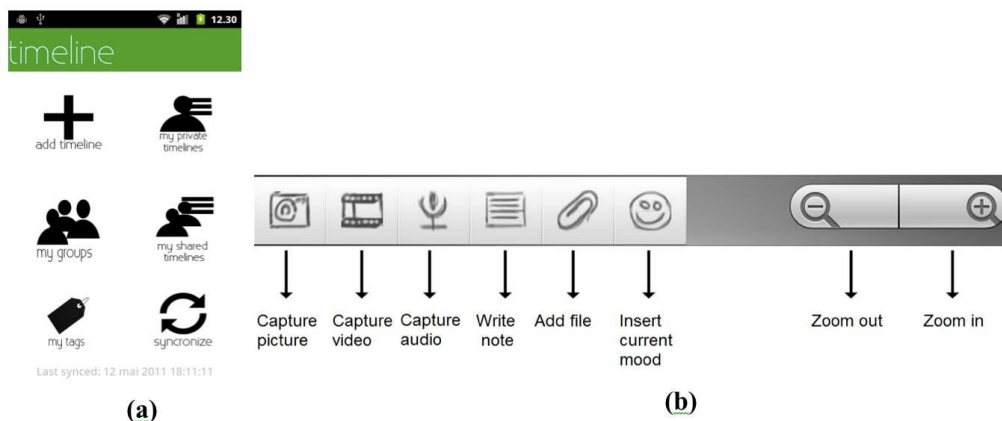 12.30
timeline
add timeline
my private
timelines
my groups
my shared
timelines
my tags
syncronize
Last synced: 12 mai 2011 18:11:11
(a)
Capture
picture
Capture
video
Capture
audio
Write
note
Add file
Insert
current
mood
Zoom out
Zoom in
(b)